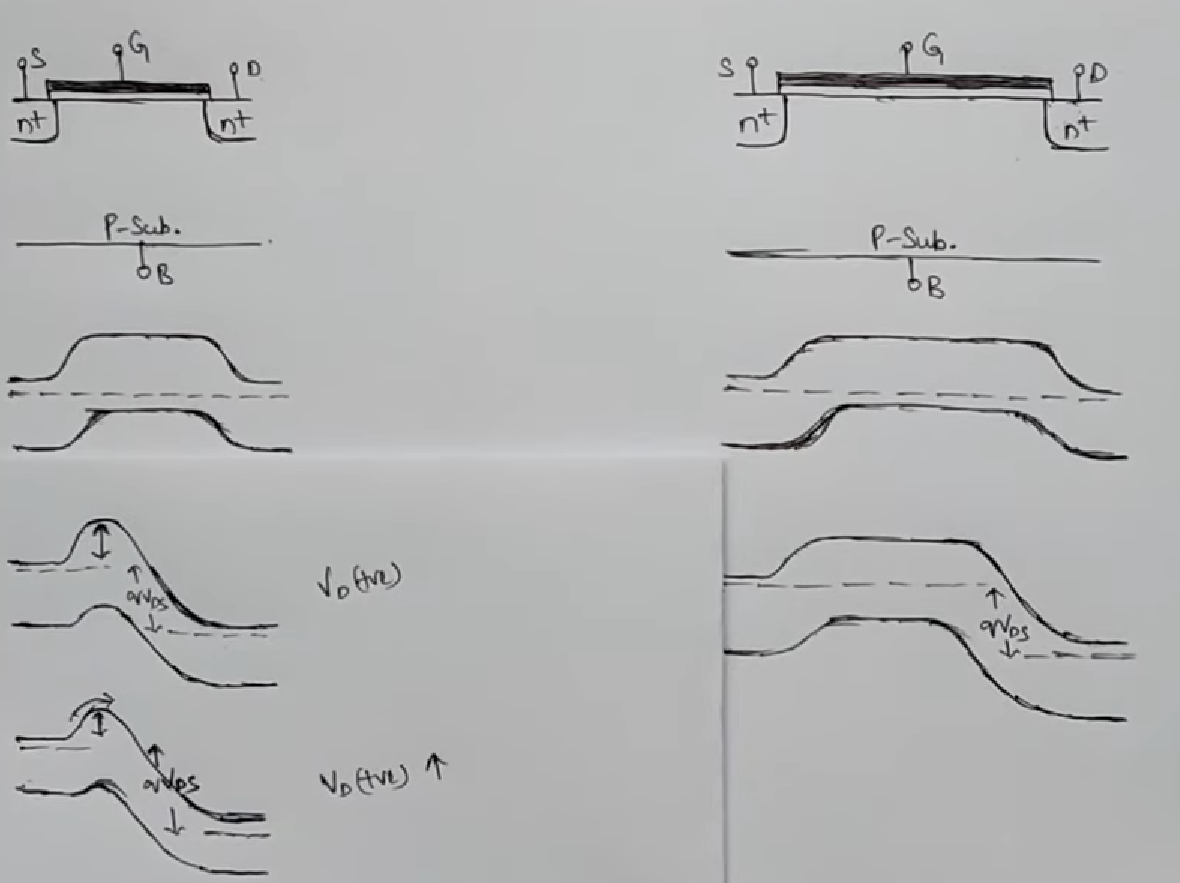 S G D
n+ n+
P-Sub.
B
qVDS
VD(+ve)
qVDS
VD(+ve) ↑
S G D
n+ n+
P-Sub.
B
qVDS